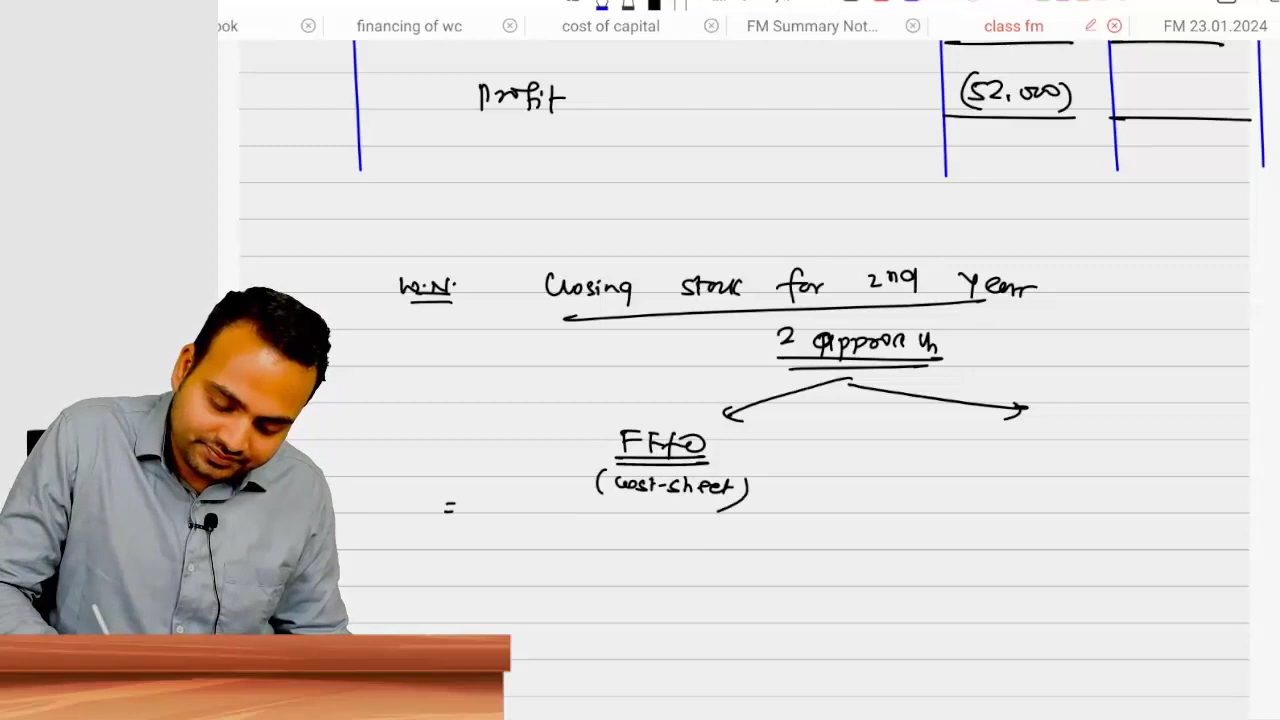 ook financing of wc cost of capital FM Summary Not... class fm FM 23.01.2024
Profit (52,000)
W.N. Closing stock for 2nd Year
2 approach
FFIO
(cost-sheet)
=